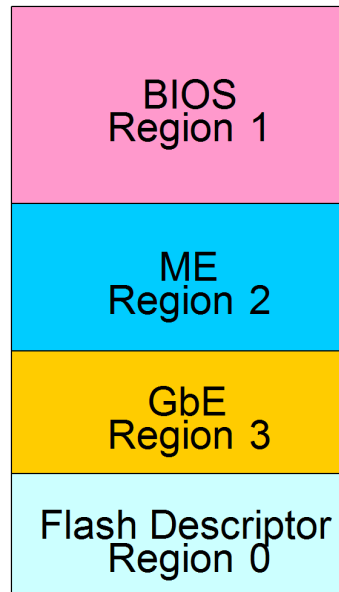 BIOS
Region 1
ME
Region 2
GbE
Region 3
Flash Descriptor
Region 0